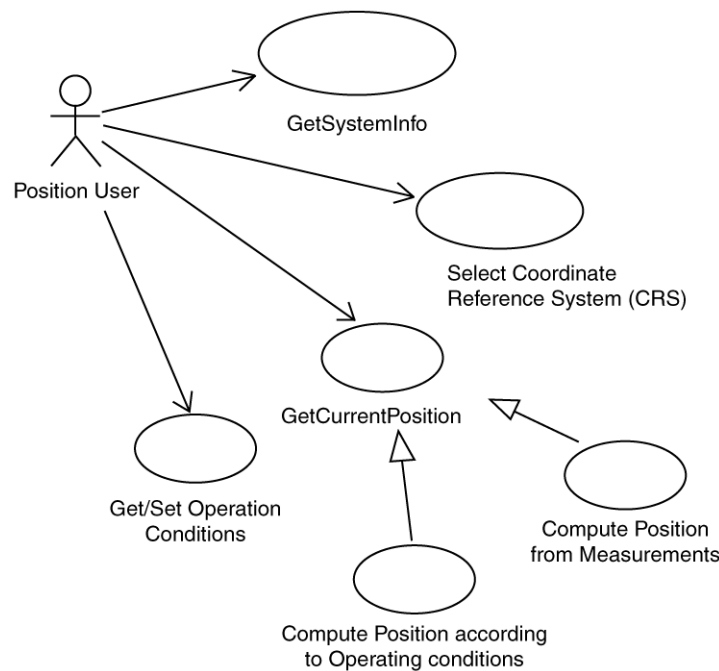 GetSystemInfo
Position User
Select Coordinate
Reference System (CRS)
GetCurrentPosition
Get/Set Operation
Conditions
Compute Position
from Measurements
Compute Position according
to Operating conditions